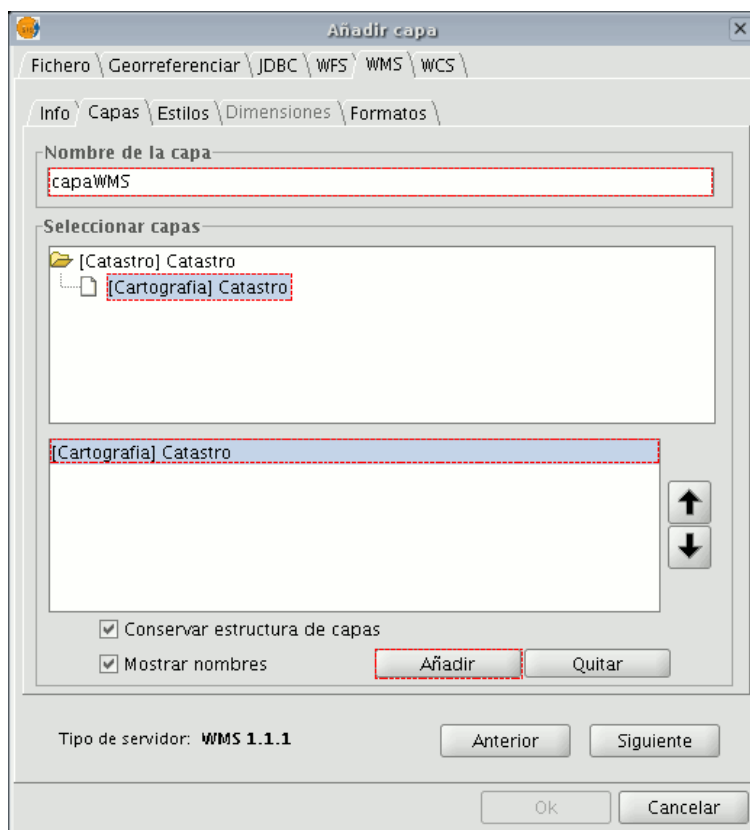 Añadir capa
Fichero Georreferenciar JDBC WFS WMS WCS
Info Capas Estilos Dimensiones Formatos
Nombre de la capa
capaWMS
Seleccionar capas
[Catastro] Catastro
[Cartografia] Catastro
[Cartografia] Catastro
Conservar estructura de capas
Mostrar nombres Añadir Quitar
Tipo de servidor: WMS 1.1.1 Anterior Siguiente
Ok Cancelar